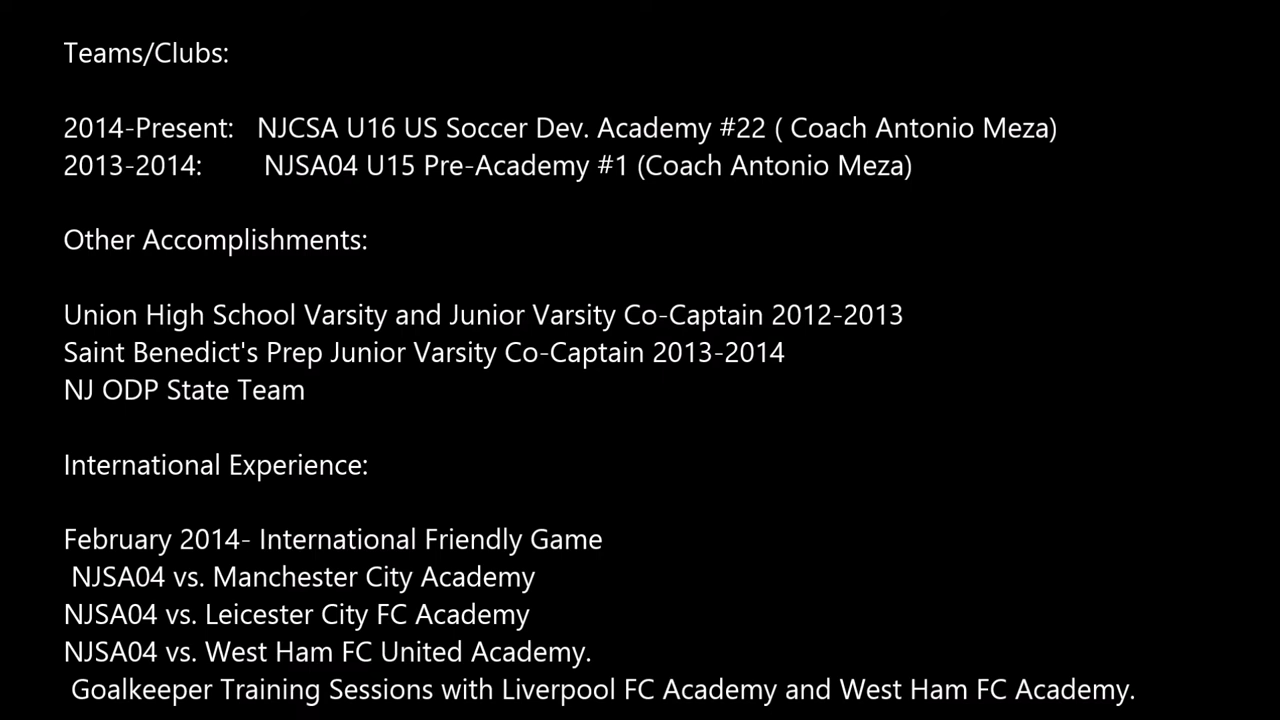 Teams/Clubs:
2014-Present: NJCSA U16 US Soccer Dev. Academy #22 ( Coach Antonio Meza)
2013-2014: NJSA04 U15 Pre-Academy #1 (Coach Antonio Meza)
Other Accomplishments:
Union High School Varsity and Junior Varsity Co-Captain 2012-2013
Saint Benedict's Prep Junior Varsity Co-Captain 2013-2014
NJ ODP State Team
International Experience:
February 2014- International Friendly Game
NJSA04 vs. Manchester City Academy
NJSA04 vs. Leicester City FC Academy
NJSA04 vs. West Ham FC United Academy.
Goalkeeper Training Sessions with Liverpool FC Academy and West Ham FC Academy.